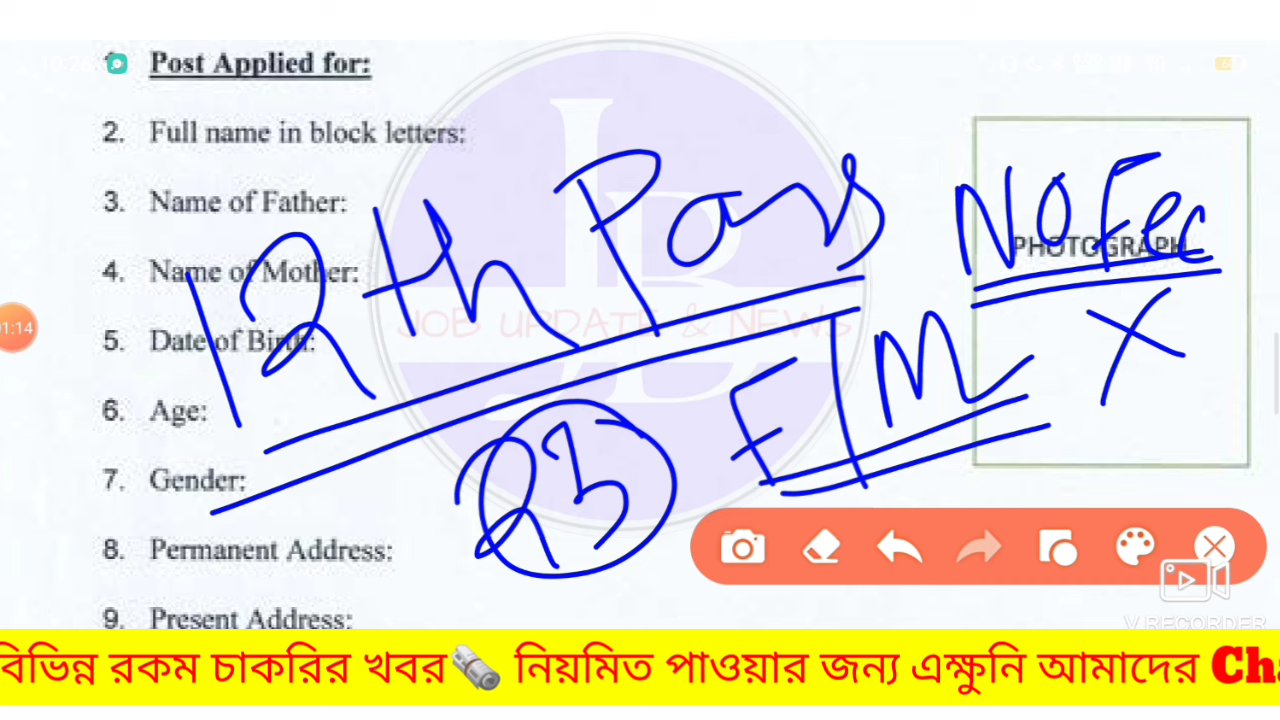 Post Applied for:
2. Full name in block letters:
3. Name of Father:
4. Name of Mother:
5. Date of Birth:
6. Age:
7. Gender:
8. Permanent Address:
9. Present Address:
12th Pass
NO Fee
PHOTOGRAPH
X
JOB UPDATE & NEWS
F/M
23
01:14
V RECORDER
বিভিন্ন রকম চাকরির খবর🗞️ নিয়মিত পাওয়ার জন্য এক্ষুনি আমাদের Cha